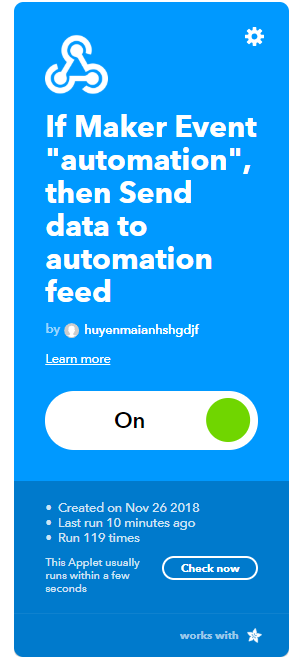 If Maker Event
"automation",
then Send
data to
automation
feed
by huyenmaianhshgdjf
Learn more
On
• Created on Nov 26 2018
• Last run 10 minutes ago
• Run 119 times
This Applet usually
runs within a few
seconds
Check now
works with